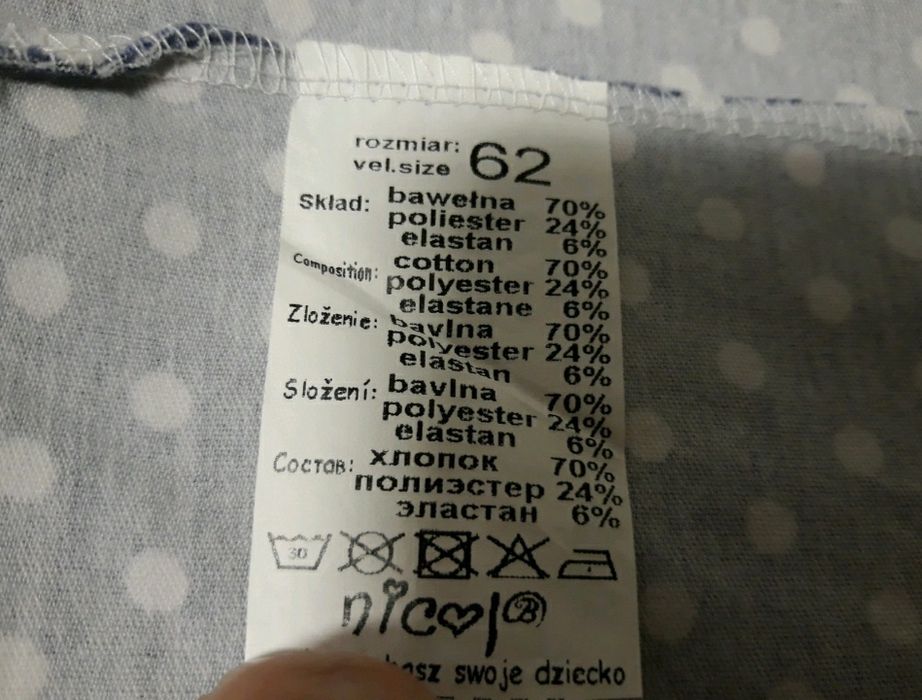 rozmiar:
vel.size 62
Skład: bawełna 70%
poliester 24%
elastan 6%
Composition: cotton 70%
polyester 24%
elastane 6%
Zloženie: bavlna 70%
polyester 24%
elastan 6%
Složení: bavlna 70%
polyester 24%
elastan 6%
Состав: хлопок 70%
полиэстер 24%
эластан 6%
30
nicol ®
swoje dziecko